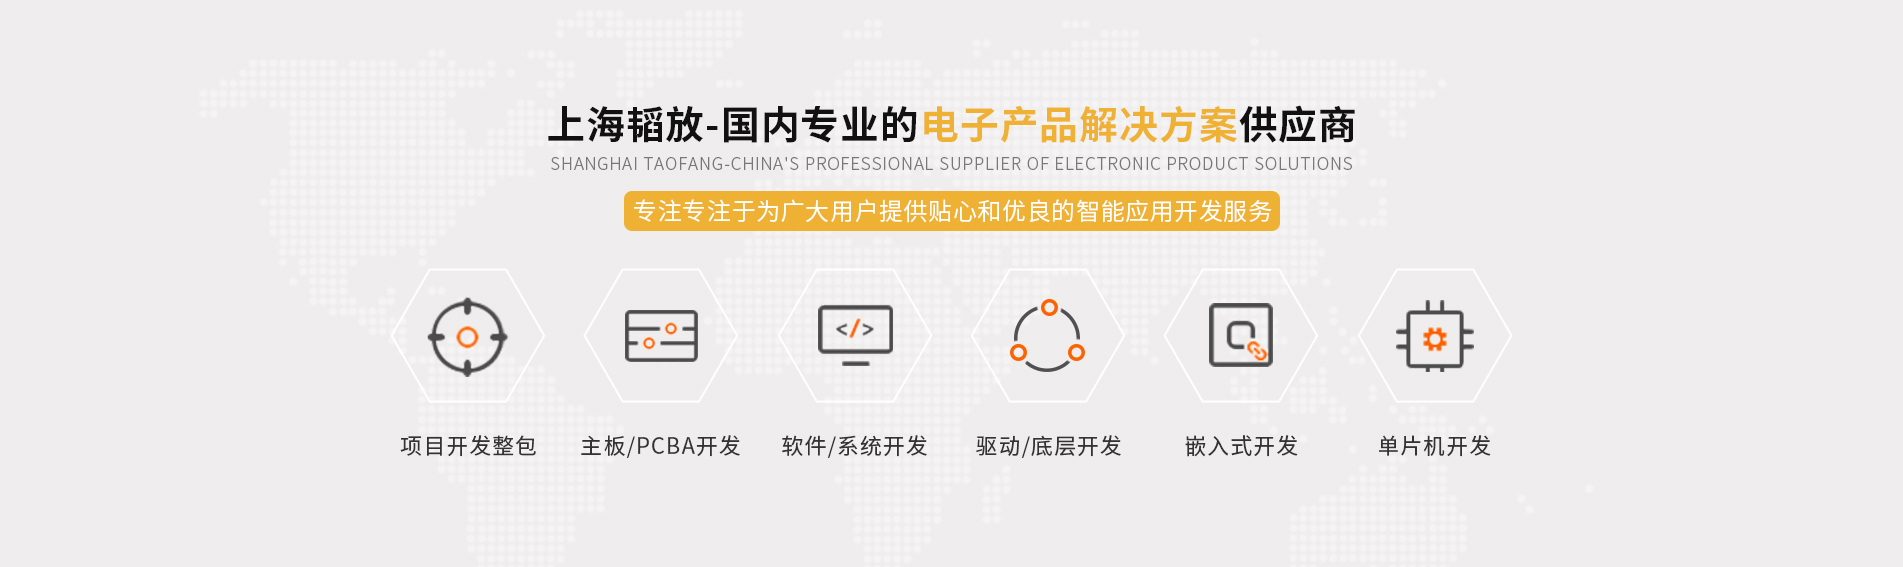 上海韬放-国内专业的电子产品解决方案供应商
SHANGHAI TAOFANG-CHINA'S PROFESSIONAL SUPPLIER OF ELECTRONIC PRODUCT SOLUTIONS
专注专注于为广大用户提供贴心和优良的智能应用开发服务
</>
项目开发整包
主板/PCBA开发
软件/系统开发
驱动/底层开发
嵌入式开发
单片机开发